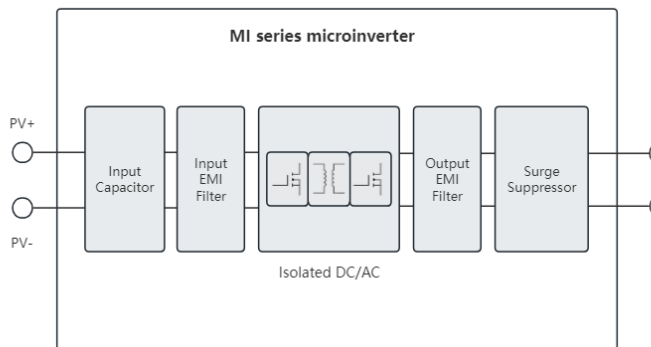 MI series microinverter
PV+
PV-
Input
Capacitor
Input
EMI
Filter
Output
EMI
Filter
Surge
Suppressor
Isolated DC/AC